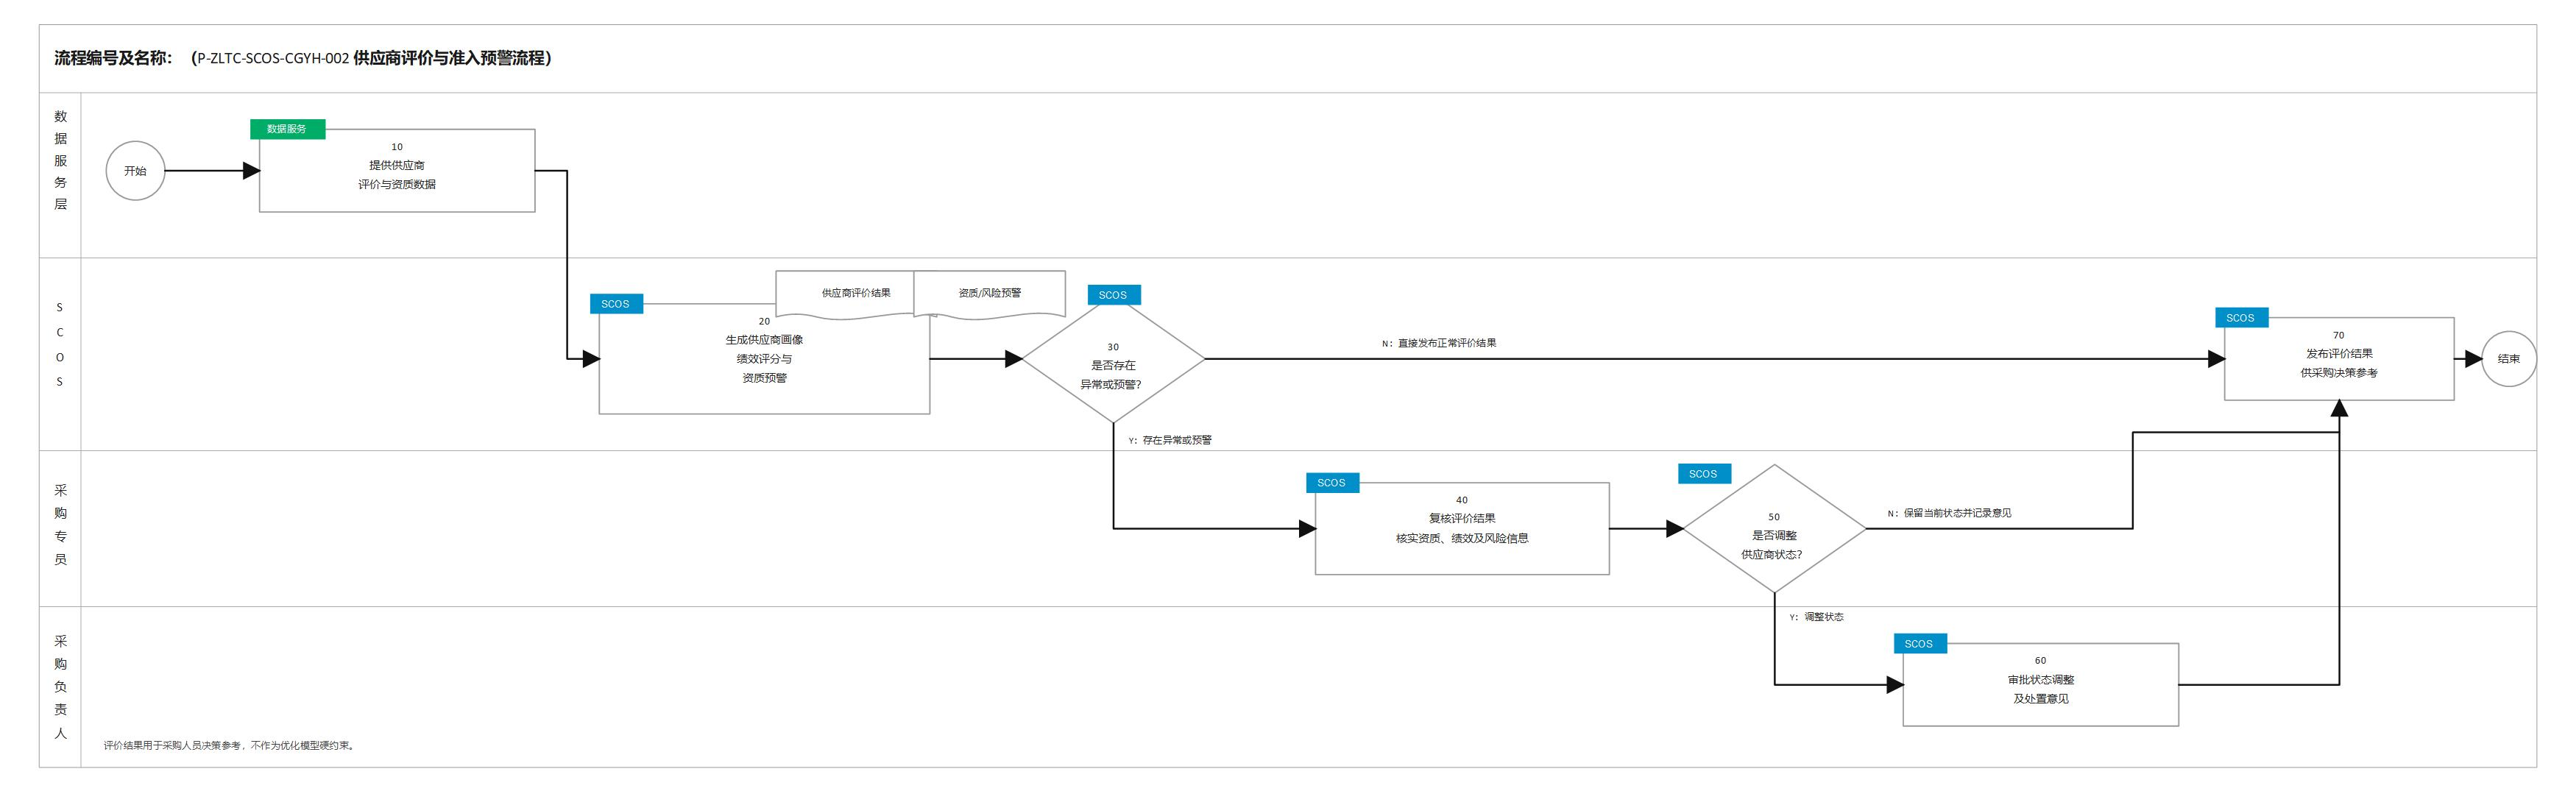 流程编号及名称：（P-ZLTC-SCOS-CGYH-002 供应商评价与准入预警流程）
数据服务层
开始
数据服务
10
提供供应商
评价与资质数据
SCOS
SCOS
20
生成供应商画像
绩效评分与
资质预警
供应商评价结果
资质/风险预警
SCOS
30
是否存在
异常或预警?
N：直接发布正常评价结果
Y：存在异常或预警
SCOS
70
发布评价结果
供采购决策参考
结束
采购专员
SCOS
40
复核评价结果
核实资质、绩效及风险信息
SCOS
50
是否调整
供应商状态?
N：保留当前状态并记录意见
Y：调整状态
采购负责人
SCOS
60
审批状态调整
及处置意见
评价结果用于采购人员决策参考，不作为优化模型硬约束。